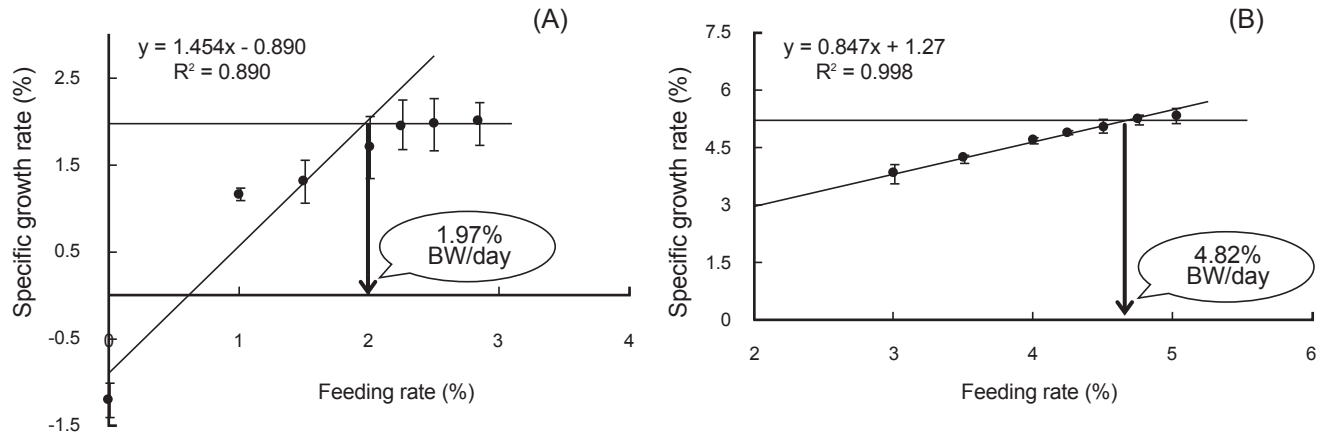 (A)
y = 1.454x - 0.890
R² = 0.890
Specific growth rate (%)
2.5
1.5
0.5
-0.5
-1.5
0
1
2
3
4
1.97%
BW/day
Feeding rate (%)
(B)
y = 0.847x + 1.27
R² = 0.998
Specific growth rate (%)
7.5
6
4.5
3
1.5
0
2
3
4
5
6
4.82%
BW/day
Feeding rate (%)